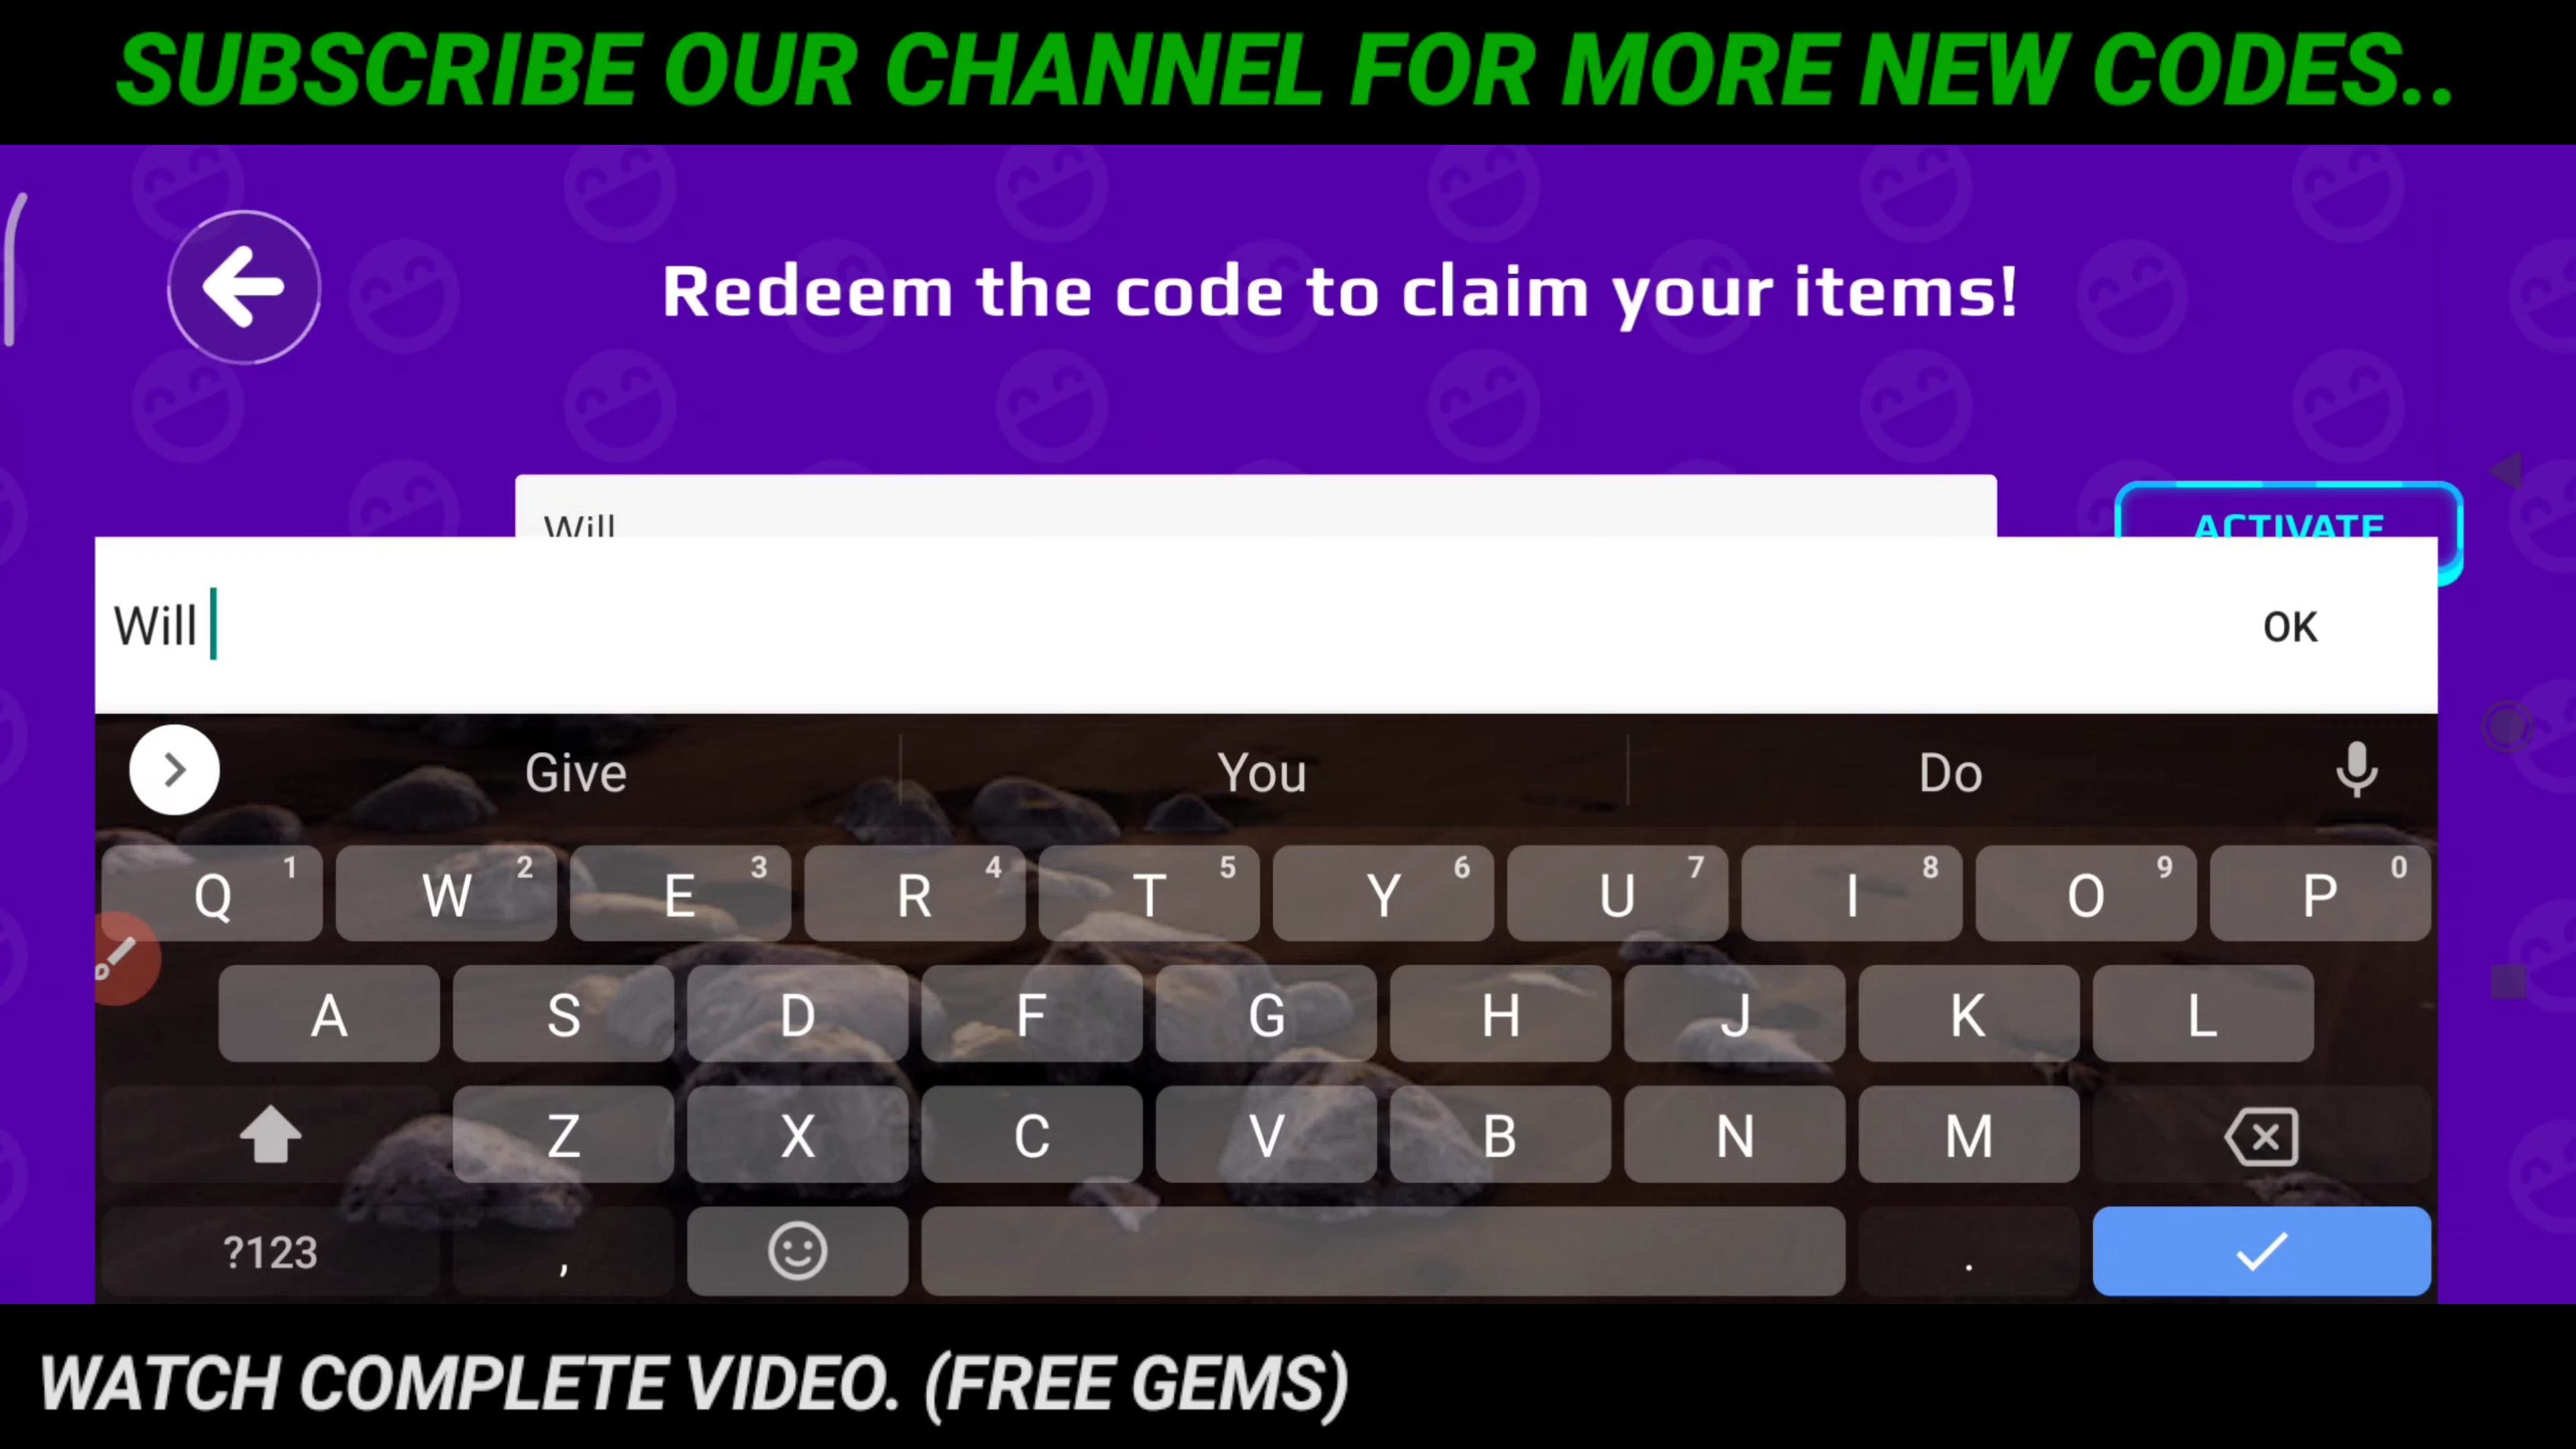 SUBSCRIBE OUR CHANNEL FOR MORE NEW CODES..
Redeem the code to claim your items!
Will
ACTIVATE
Will
OK
Give You Do
Q 1 W 2 E 3 R 4 T 5 Y 6 U 7 I 8 O 9 P 0
A S D F G H J K L
Z X C V B N M
?123 , .
WATCH COMPLETE VIDEO. (FREE GEMS)